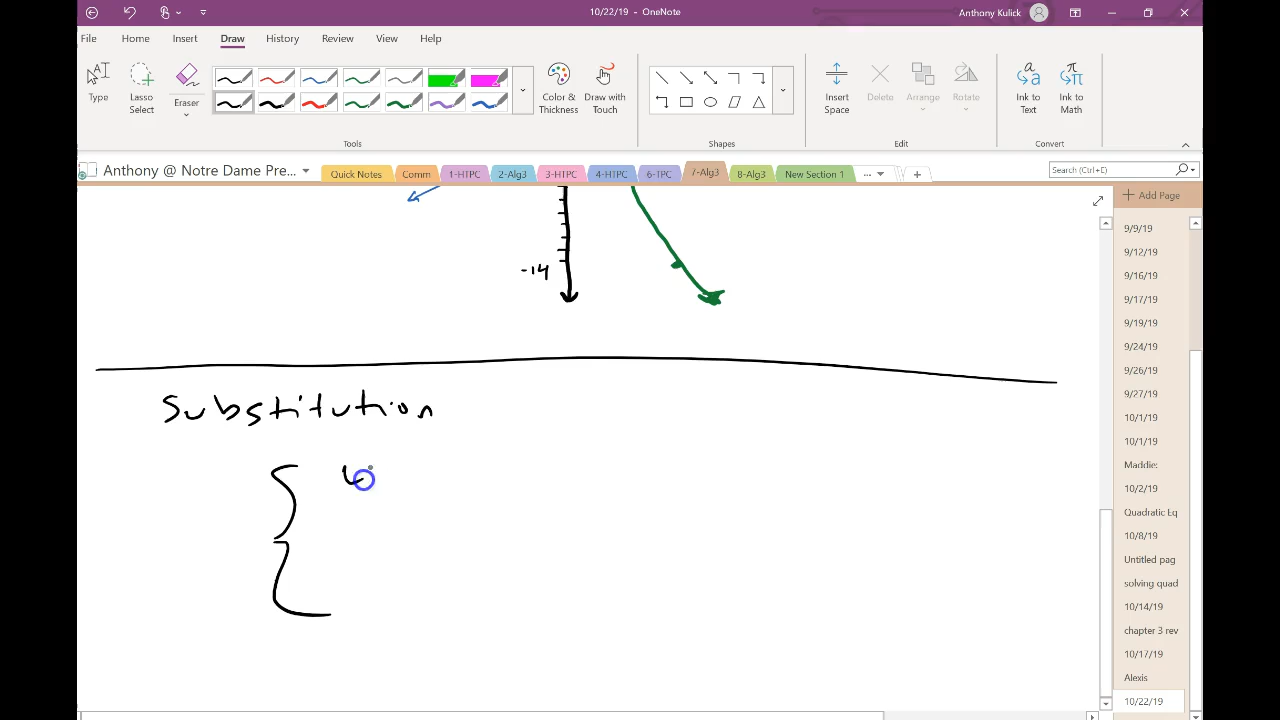 10/22/19 - OneNote
Anthony Kulick
File Home Insert Draw History Review View Help
Type
Lasso Select
Eraser
Color & Thickness
Draw with Touch
Insert Space
Delete
Arrange
Rotate
Ink to Text
Ink to Math
Tools
Shapes
Edit
Convert
Anthony @ Notre Dame Pre...
Quick Notes Comm 1-HTPC 2-Alg3 3-HTPC 4-HTPC 6-TPC 7-Alg3 8-Alg3 New Section 1 ...
Search (Ctrl+E)
Add Page
9/9/19
9/12/19
9/16/19
9/17/19
9/19/19
9/24/19
9/26/19
9/27/19
10/1/19
10/1/19
Maddie:
10/2/19
Quadratic Eq
10/8/19
Untitled pag
solving quad
10/14/19
chapter 3 rev
10/17/19
Alexis
10/22/19
-14
Substitution